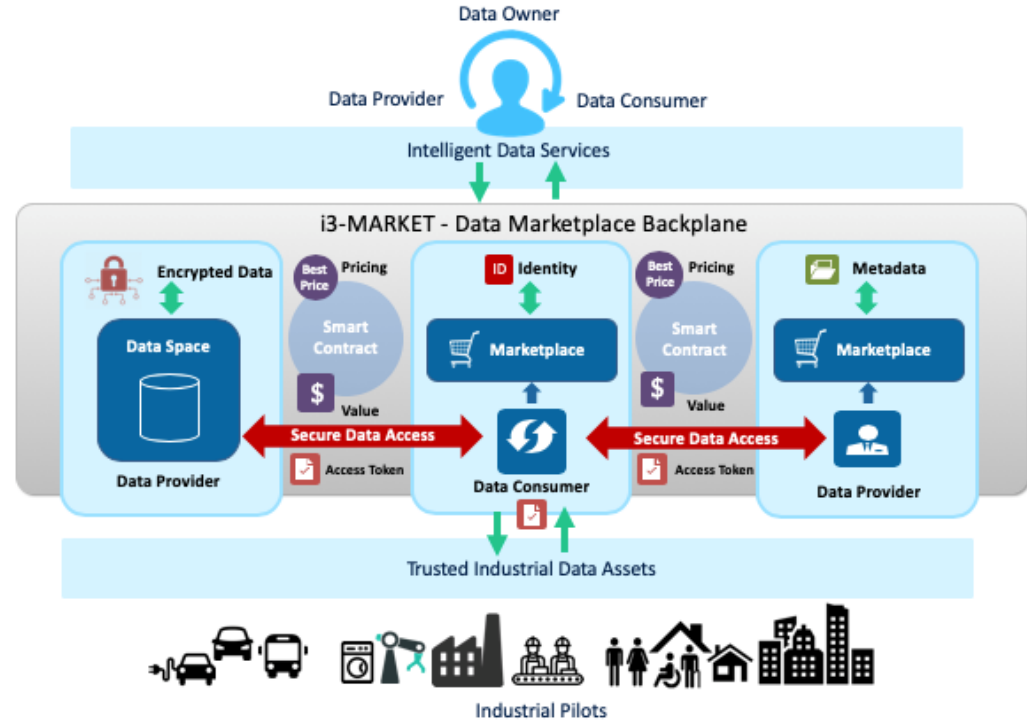 Data Owner
Data Provider
Data Consumer
Intelligent Data Services
i3-MARKET - Data Marketplace Backplane
Encrypted Data
Data Space
Data Provider
Best
Price
Pricing
Smart
Contract
$
Value
Secure Data Access
Access Token
ID
Identity
Marketplace
Data Consumer
Best
Price
Pricing
Smart
Contract
$
Value
Secure Data Access
Access Token
Metadata
Marketplace
Data Provider
Trusted Industrial Data Assets
Industrial Pilots